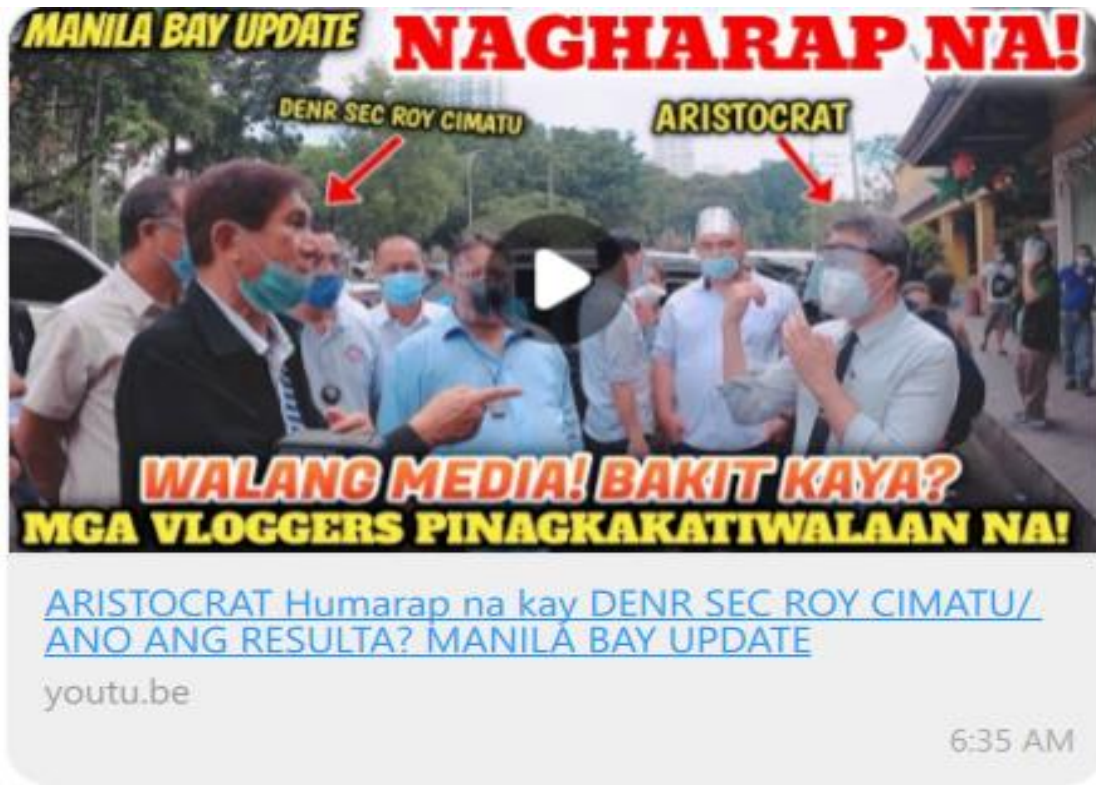 MANILA BAY UPDATE
NAGHARAP NA!
DENR SEC ROY CIMATU
ARISTOCRAT
WALANG MEDIA! BAKIT KAYA?
MGA VLOGGERS PINAGKAKATIWALAAN NA!
ARISTOCRAT Humarap na kay DENR SEC ROY CIMATU/
ANO ANG RESULTA? MANILA BAY UPDATE
youtu.be
6:35 AM